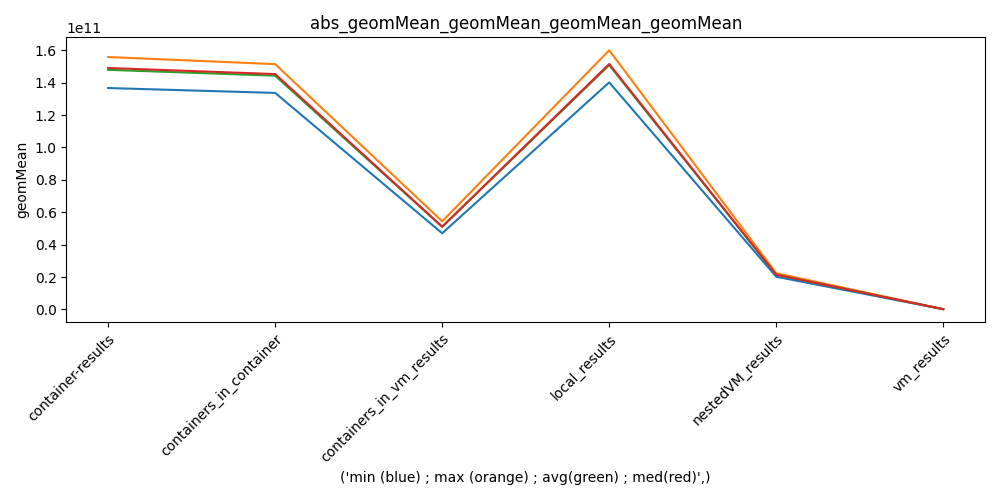 abs_geomMean_geomMean_geomMean_geomMean
1e11
1.6
1.4
1.2
1.0
0.8
0.6
0.4
0.2
0.0
geomMean
container-results
containers_in_container
containers_in_vm_results
local_results
nestedVM_results
vm_results
('min (blue) ; max (orange) ; avg(green) ; med(red)',)